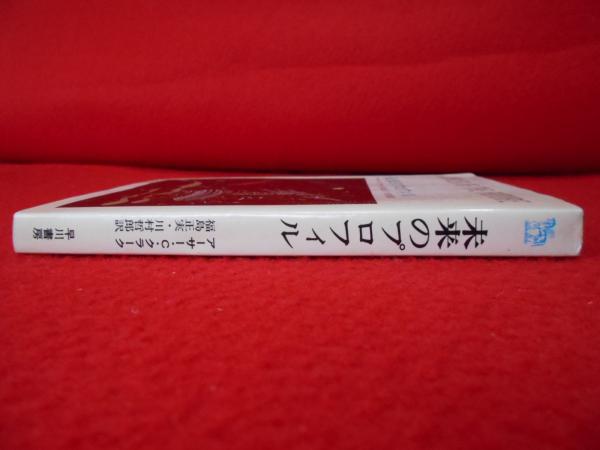 未来のプロフィル
アーサー・C・クラーク
福島正実・川村哲郎訳
早川書房